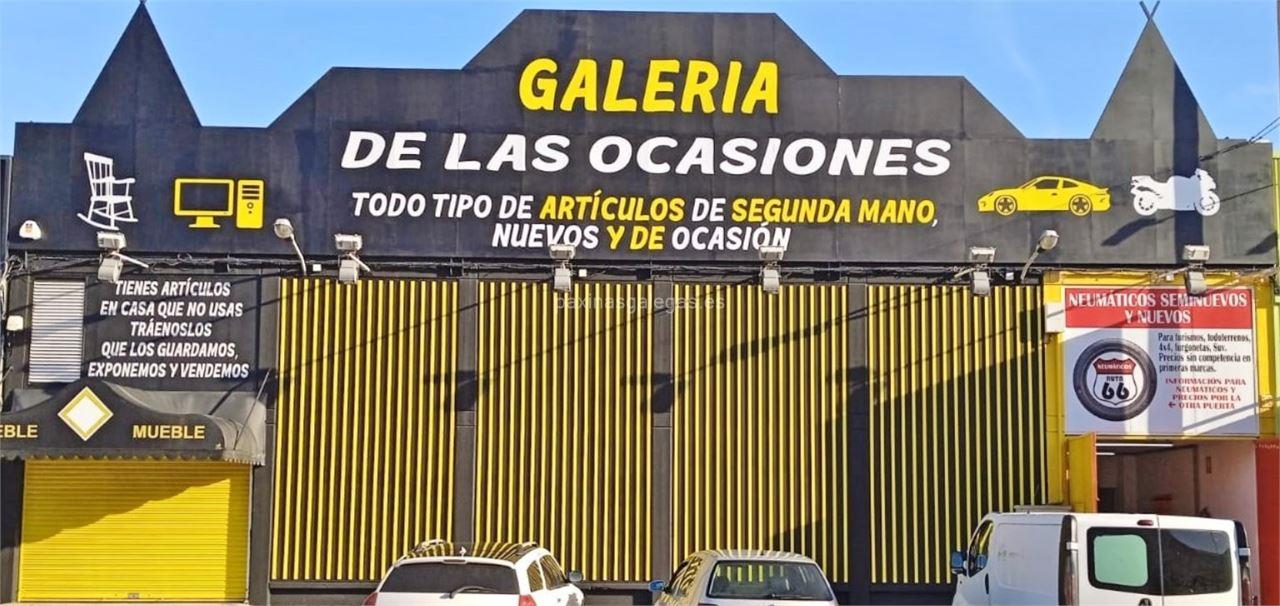 GALERIA
DE LAS OCASIONES
TODO TIPO DE ARTÍCULOS DE SEGUNDA MANO,
NUEVOS Y DE OCASIÓN
paxinasgalegas.es
TIENES ARTÍCULOS
EN CASA QUE NO USAS
TRÁENOSLOS
QUE LOS GUARDAMOS,
EXPONEMOS Y VENDEMOS
EBLE MUEBLE
NEUMÁTICOS SEMINUEVOS
Y NUEVOS
Para turismos, todoterrenos,
4x4, furgonetas, Suv.
Precios sin competencia en
primeras marcas.
INFORMACIÓN PARA
NEUMÁTICOS Y
PRECIOS POR LA
← OTRA PUERTA
NEUMÁTICOS
RUTA
66